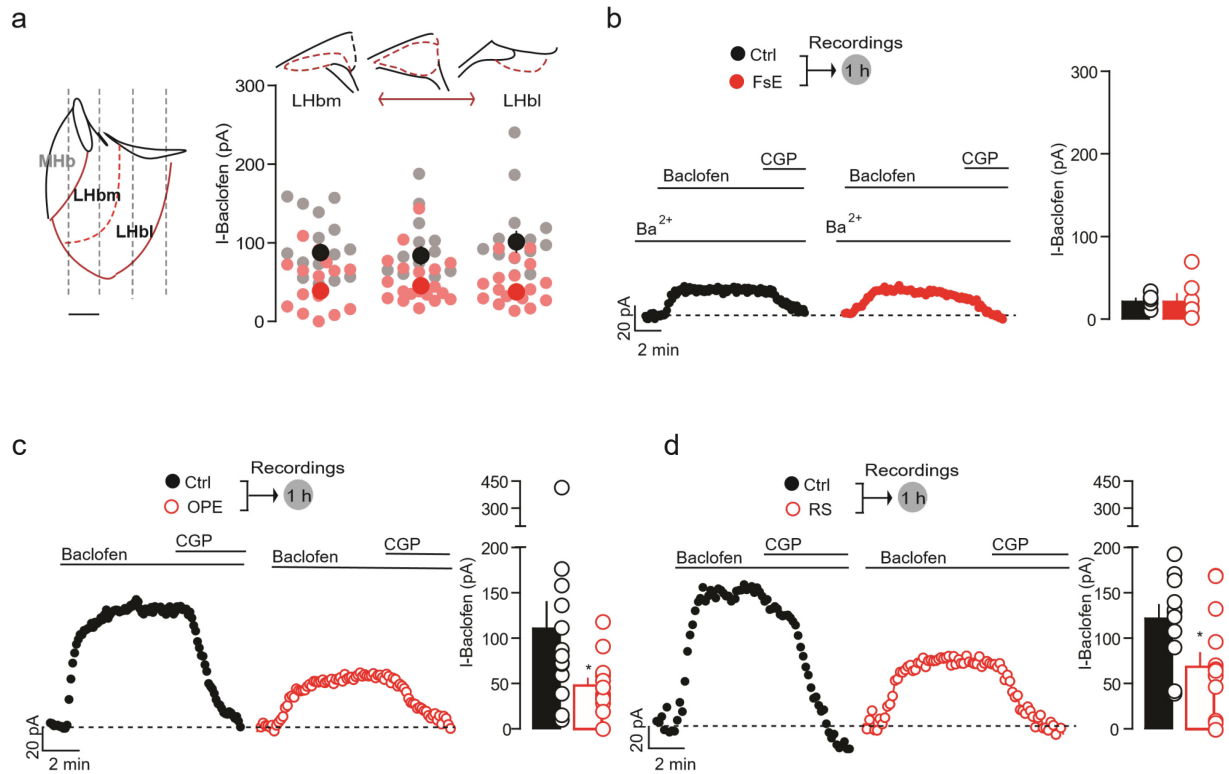 a
MHb
LHbm
LHbl
I-Baclofen (pA)
300
200
100
0
LHbm
LHbl
b
Ctrl
FsE
Recordings
1 h
CGP
Baclofen
Ba2+
CGP
Baclofen
Ba2+
20 pA
2 min
I-Baclofen (pA)
300
200
100
0
c
Ctrl
OPE
Recordings
1 h
CGP
Baclofen
CGP
Baclofen
20 pA
2 min
I-Baclofen (pA)
450
300
200
150
100
50
0
*
d
Ctrl
RS
Recordings
1 h
CGP
Baclofen
CGP
Baclofen
20 pA
2 min
I-Baclofen (pA)
450
300
200
150
100
50
0
*